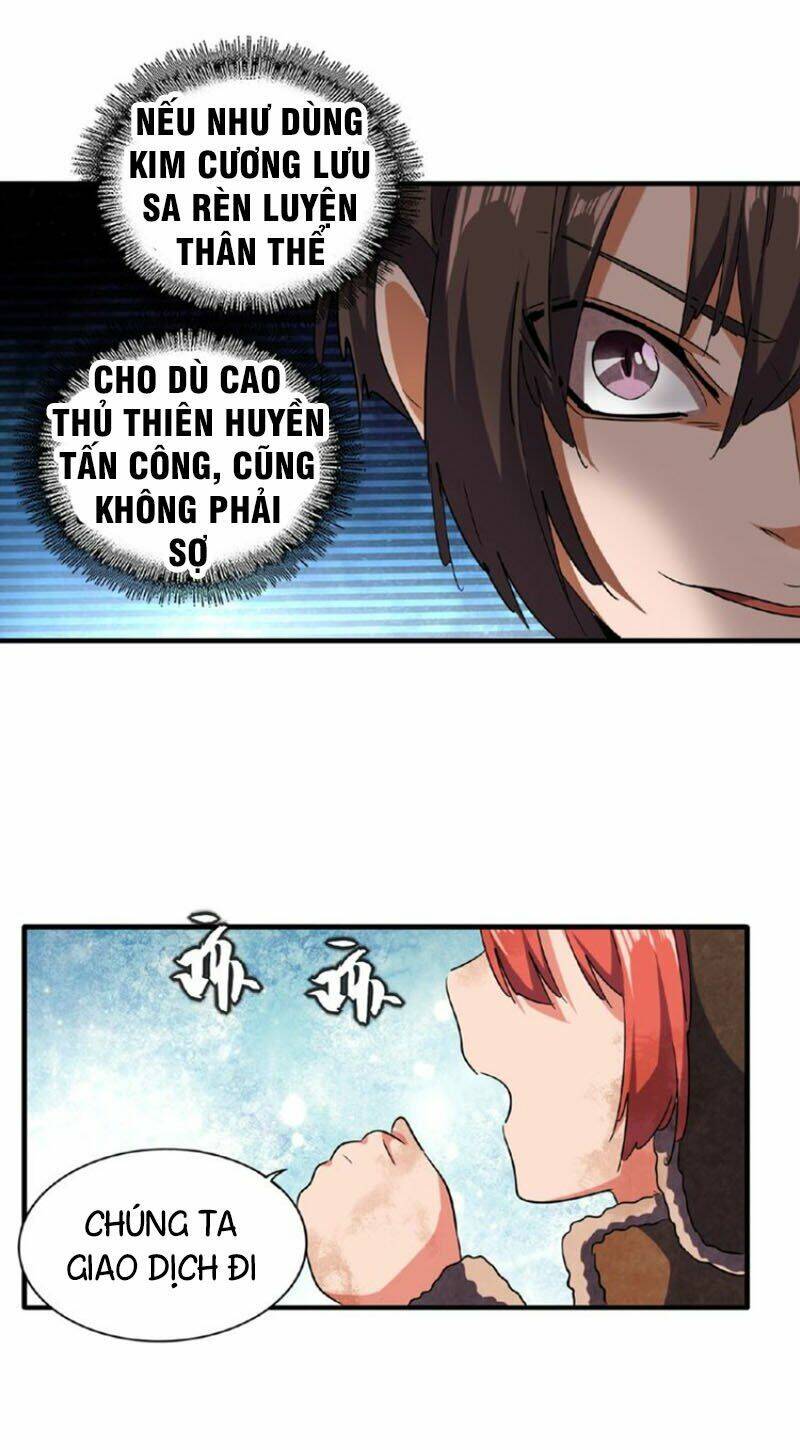 NẾU NHƯ DÙNG
KIM CƯƠNG LƯU
SA RÈN LUYỆN
THÂN THỂ
CHO DÙ CAO
THỦ THIÊN HUYỀN
TẤN CÔNG, CŨNG
KHÔNG PHẢI
SỢ
CHÚNG TA
GIAO DỊCH ĐI